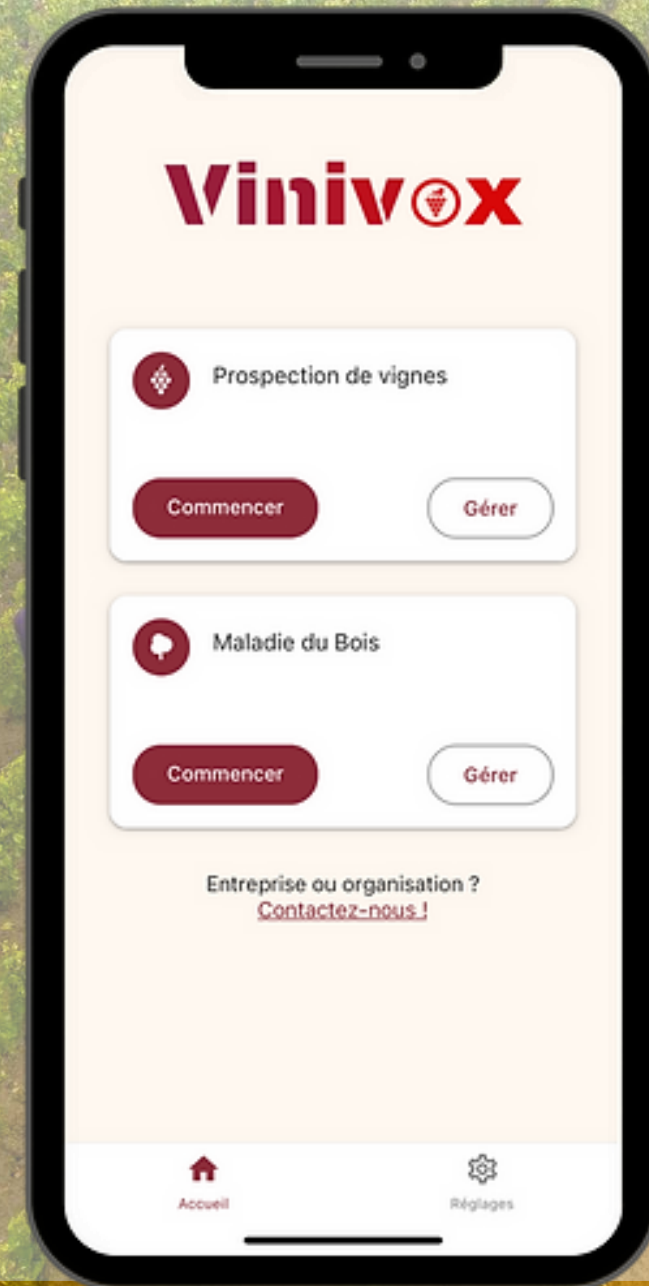 Vinivox
Prospection de vignes
Commencer
Gérer
Maladie du Bois
Commencer
Gérer
Entreprise ou organisation ?
Contactez-nous !
Accueil
Réglages